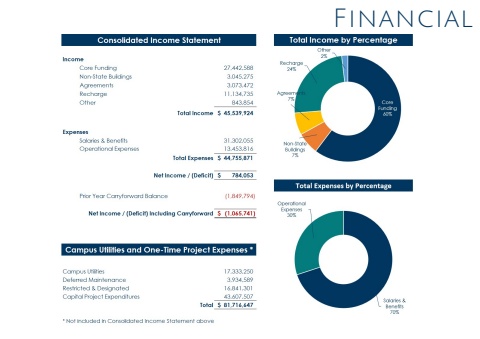 FINANCIAL
Consolidated Income Statement
Income
Core Funding 27,442,588
Non-State Buildings 3,045,275
Agreements 3,073,472
Recharge 11,134,735
Other 843,854
Total Income $ 45,539,924
Expenses
Salaries & Benefits 31,302,055
Operational Expenses 13,453,816
Total Expenses $ 44,755,871
Net Income / (Deficit) $ 784,053
Prior Year Carryforward Balance (1,849,794)
Net Income / (Deficit) Including Carryforward $ (1,065,741)
Campus Utilities and One-Time Project Expenses *
Campus Utilities 17,333,250
Deferred Maintenance 3,934,589
Restricted & Designated 16,841,301
Capital Project Expenditures 43,607,507
Total $ 81,716,647
* Not included in Consolidated Income Statement above
Total Income by Percentage
Other
2%
Recharge
24%
Agreements
7%
Non-State
Buildings
7%
Core
Funding
60%
Total Expenses by Percentage
Operational
Expenses
30%
Salaries &
Benefits
70%